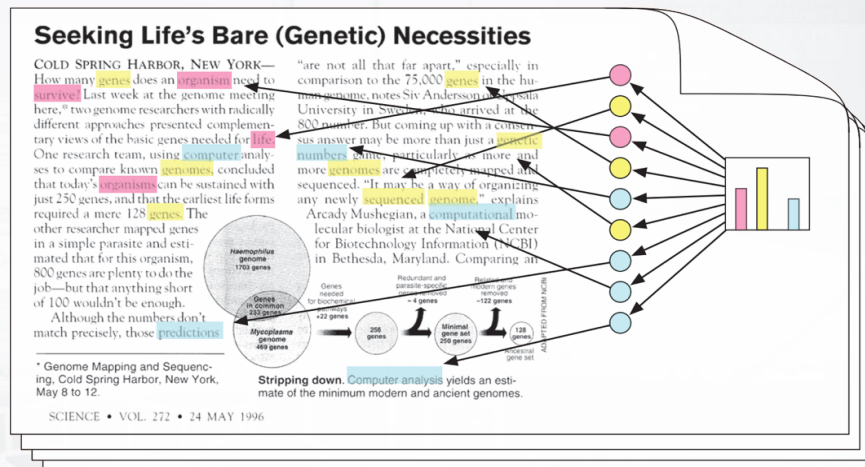 Seeking Life's Bare (Genetic) Necessities
COLD SPRING HARBOR, NEW YORK—
How many genes does an organism need to
survive? Last week at the genome meeting
here,* two genome researchers with radically
different approaches presented complemen-
tary views of the basic genes needed for life.
One research team, using computer analy-
ses to compare known genomes, concluded
that today's organisms can be sustained with
just 250 genes, and that the earliest life forms
required a mere 128 genes. The
other researcher mapped genes
in a simple parasite and esti-
mated that for this organism,
800 genes are plenty to do the
job—but that anything short
of 100 wouldn't be enough.
Although the numbers don't
match precisely, those predictions
* Genome Mapping and Sequenc-
ing, Cold Spring Harbor, New York,
May 8 to 12.
"are not all that far apart," especially in
comparison to the 75,000 genes in the hu-
man genome, notes Siv Andersson of Uppsala
University in Sweden, who arrived at the
800 number. But coming up with a consen-
sus answer may be more than just a genetic
numbers game, particularly as more and
more genomes are completely mapped and
sequenced. "It may be a way of organizing
any newly sequenced genome," explains
Arcady Mushegian, a computational mo-
lecular biologist at the National Center
for Biotechnology Information (NCBI)
in Bethesda, Maryland. Comparing an
Haemophilus
genome
1703 genes
Genes
in common
233 genes
Mycoplasma
genome
469 genes
Genes
needed
for biochemical
pathways
+22 genes
256
genes
Redundant and
parasite-specific
genes removed
– 4 genes
Minimal
gene set
250 genes
Related and
modern genes
removed
–122 genes
128
genes
Ancestral
gene set
ADAPTED FROM NCBI
Stripping down. Computer analysis yields an esti-
mate of the minimum modern and ancient genomes.
SCIENCE • VOL. 272 • 24 MAY 1996